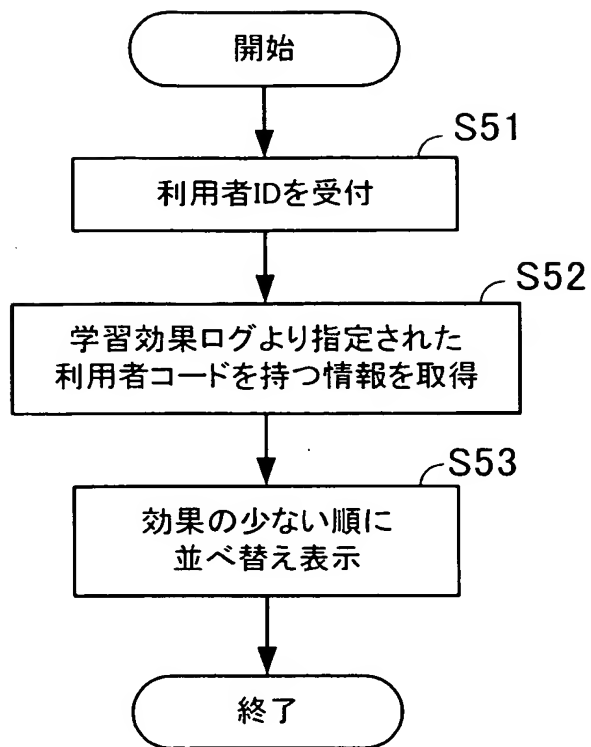 開始
S51
利用者IDを受付
S52
学習効果ログより指定された
利用者コードを持つ情報を取得
S53
効果の少ない順に
並べ替え表示
終了